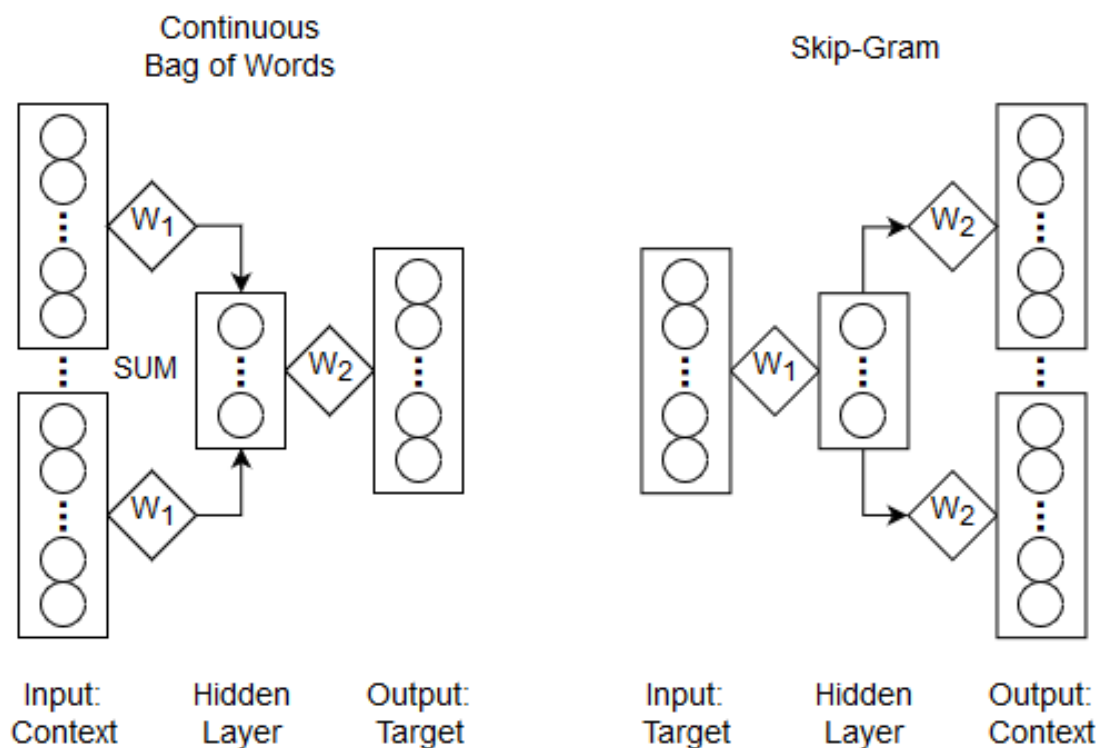 Continuous
Bag of Words
W1
SUM
W2
W1
Input:
Context
Hidden
Layer
Output:
Target
Skip-Gram
W2
W1
W2
Input:
Target
Hidden
Layer
Output:
Context